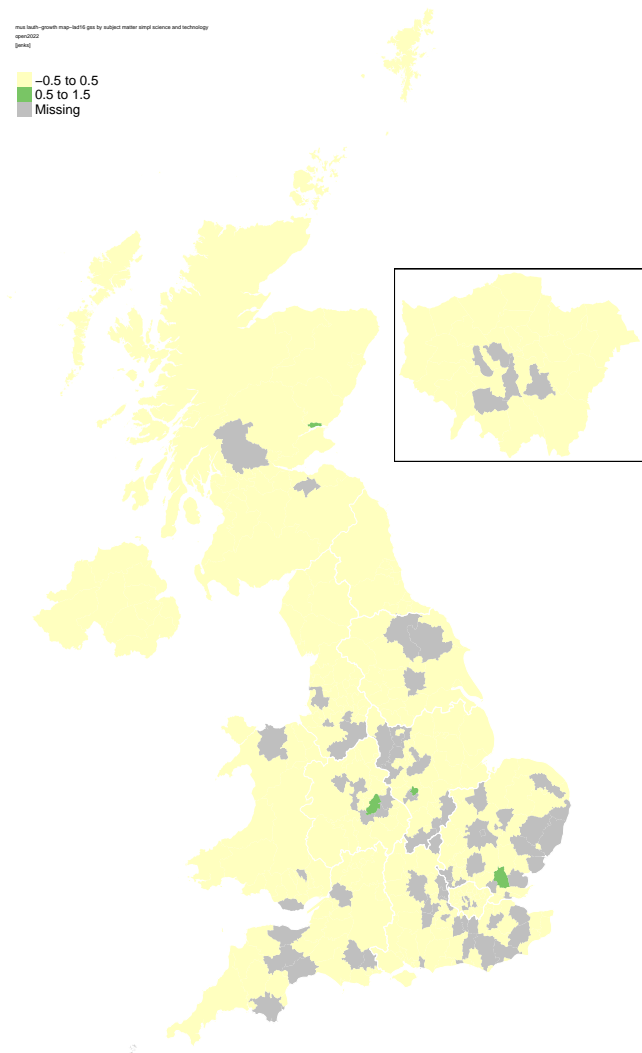 mus lauth−growth map−lad16 gss by subject matter simpl science and technology
open2022
[jenks]
−0.5 to 0.5
0.5 to 1.5
Missing